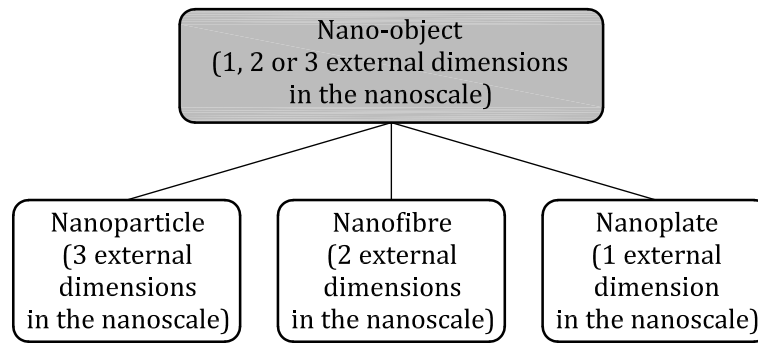 Nano-object
(1, 2 or 3 external dimensions
in the nanoscale)
Nanoparticle
(3 external
dimensions
in the nanoscale)
Nanofibre
(2 external
dimensions
in the nanoscale)
Nanoplate
(1 external
dimension
in the nanoscale)